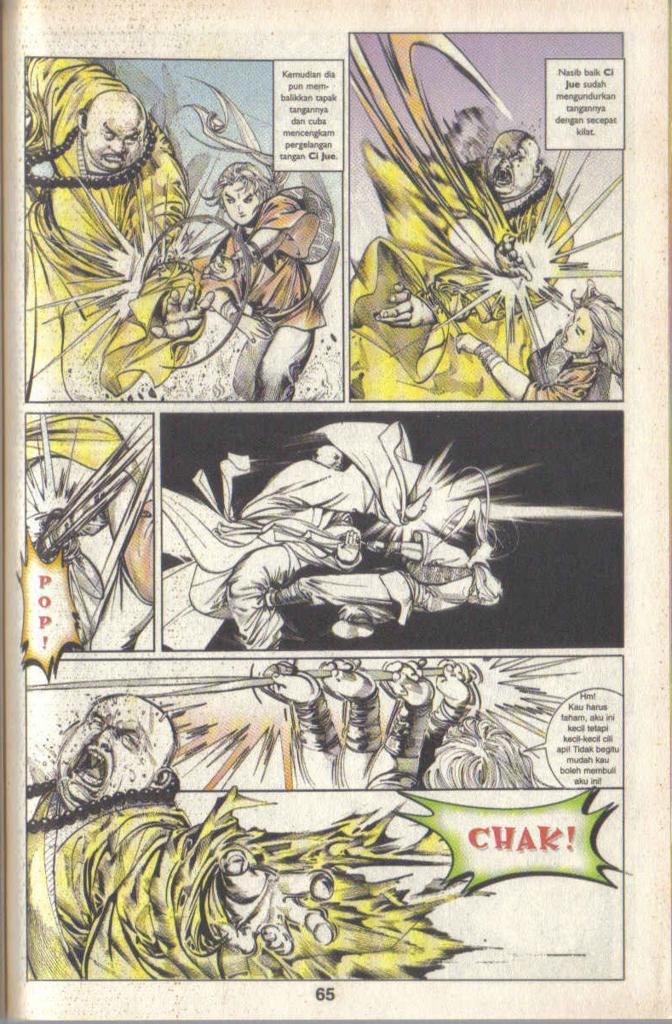 Kemudian dia
pun mem-
balikkan tapak
tangannya
dan cuba
mencengkam
pergelangan
tangan Ci Jue.
Nasib baik Ci
Jue sudah
mengundurkan
tangannya
dengan secepat
kilat.
POP!
Hm!
Kau harus
faham, aku ini
kecil tetapi
kecil-kecil cili
api! Tidak begitu
mudah kau
boleh membuli
aku ini!
CHAK!
65